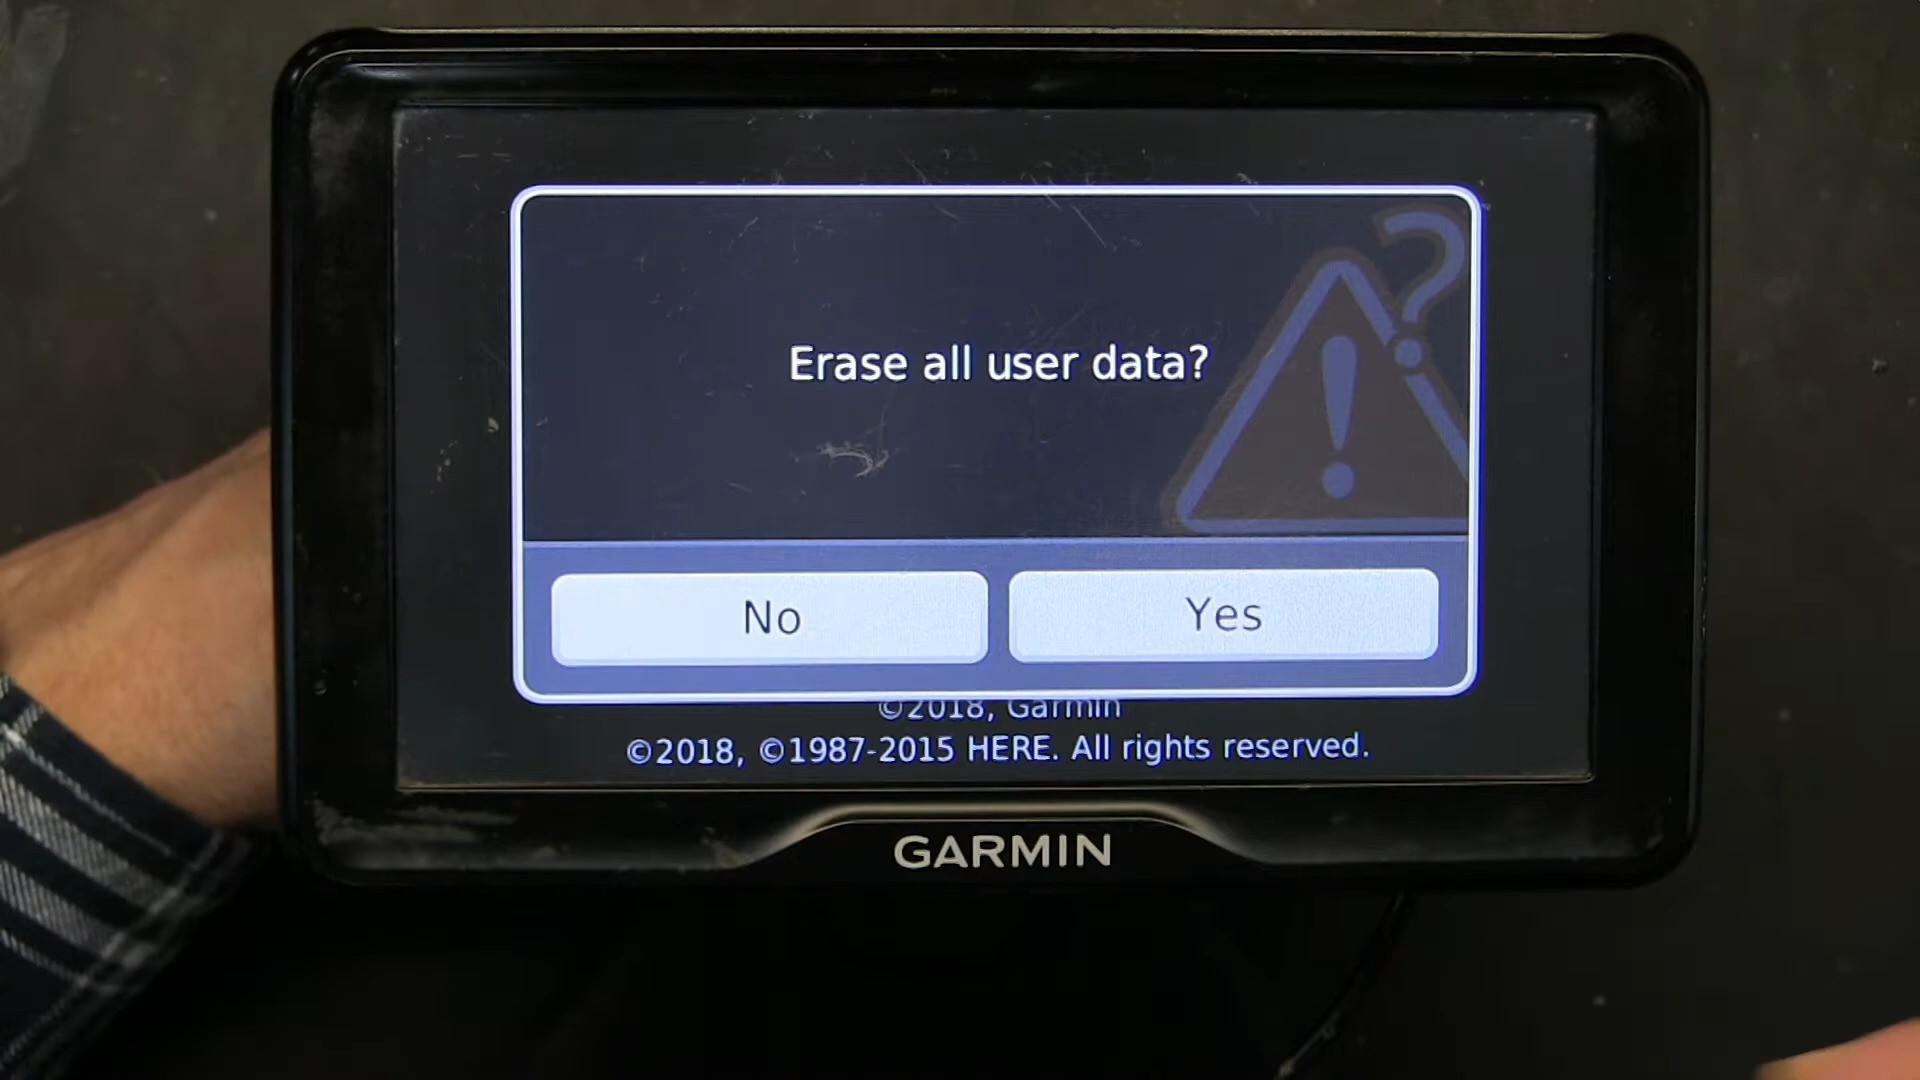 Erase all user data?
No Yes
©2018, Garmin
©2018, ©1987-2015 HERE. All rights reserved.
GARMIN